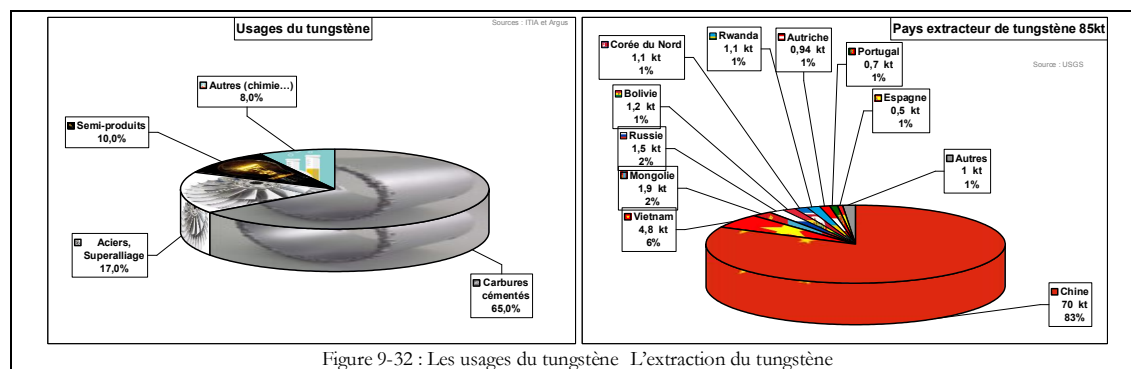 Usages du tungstène
Sources : ITIA et Argus
Autres (chimie...)
8,0%
Semi-produits
10,0%
Aciers,
Superalliage
17,0%
Carbures
cémentés
65,0%
Pays extracteur de tungstène 85kt
Source : USGS
Corée du Nord
1,1 kt
1%
Rwanda
1,1 kt
1%
Autriche
0,94 kt
1%
Portugal
0,7 kt
1%
Bolivie
1,2 kt
1%
Espagne
0,5 kt
1%
Russie
1,5 kt
2%
Autres
1 kt
1%
Mongolie
1,9 kt
2%
Vietnam
4,8 kt
6%
Chine
70 kt
83%
Figure 9-32 : Les usages du tungstène L'extraction du tungstène